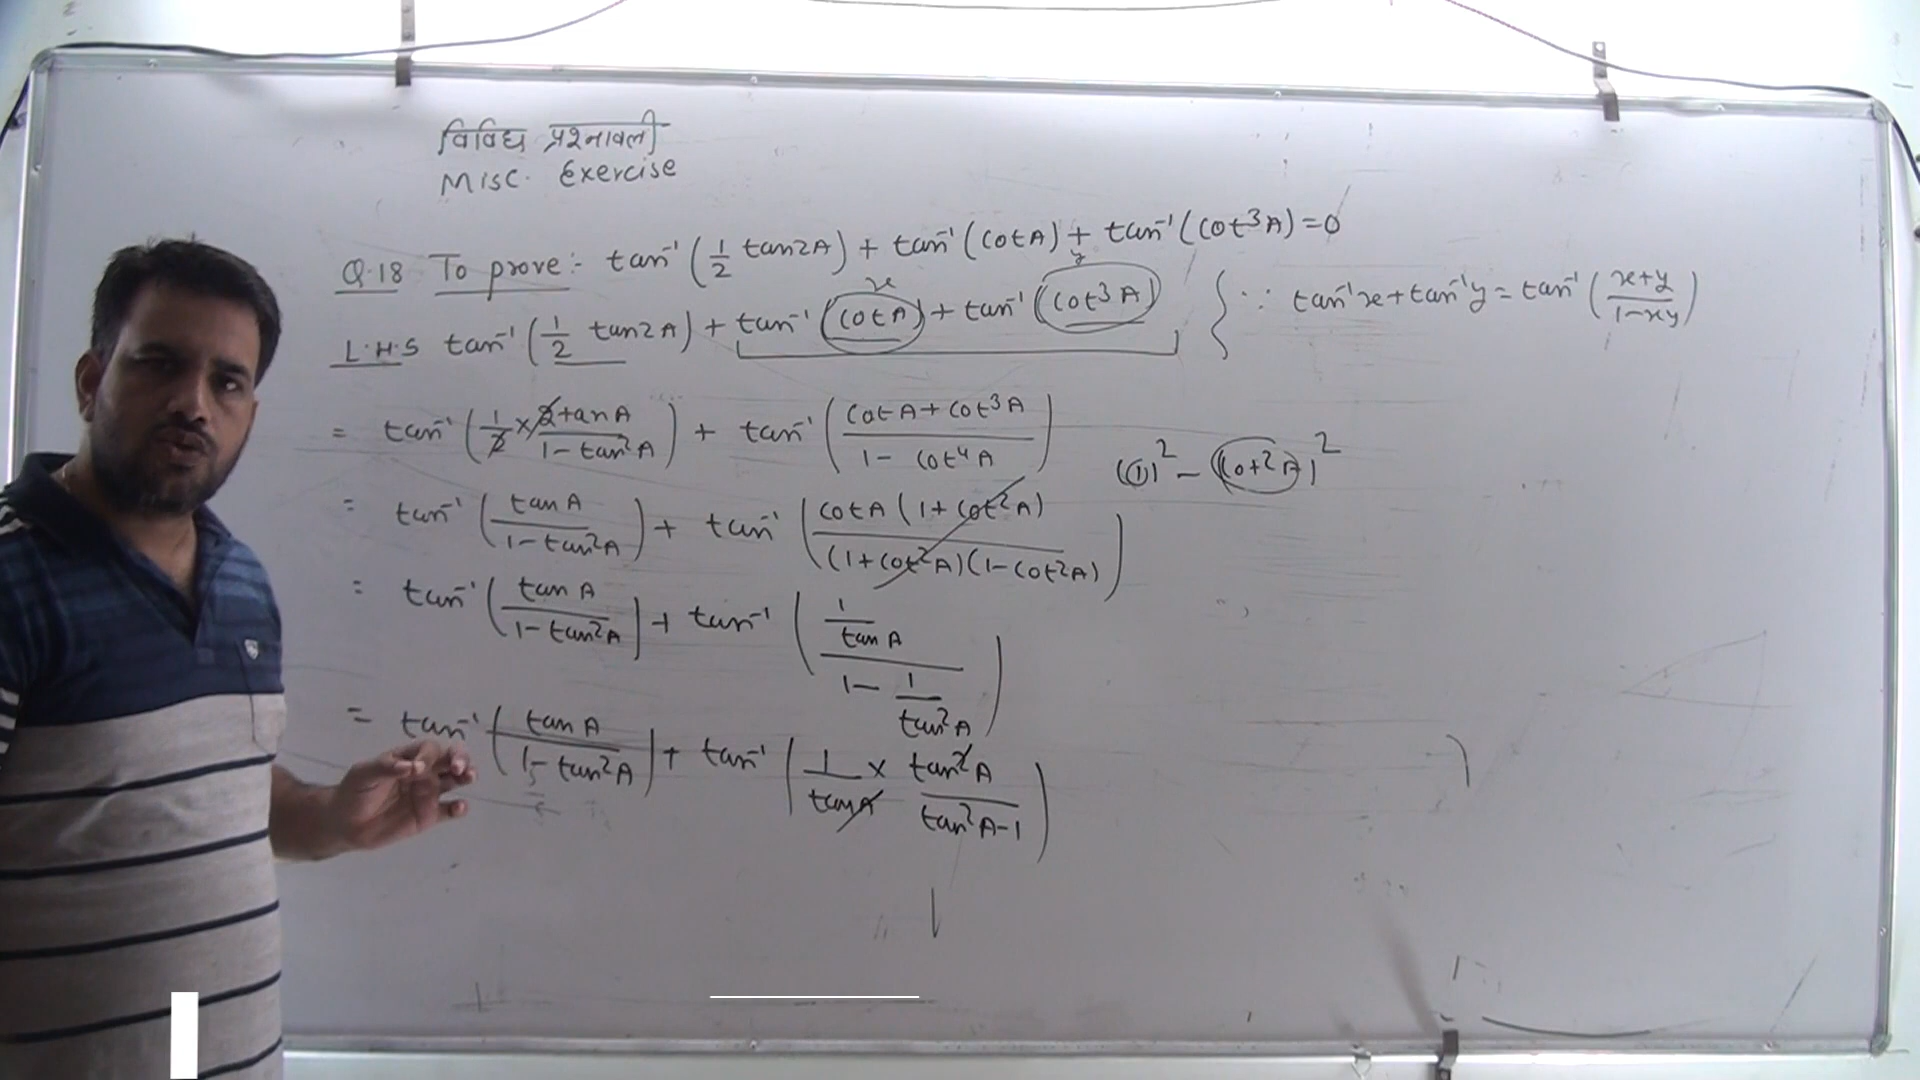 विविध प्रश्नावली
Misc. Exercise
Q.18 To prove:- tan⁻¹(1/2 tan2A) + tan⁻¹(cotA) + tan⁻¹(cot³A) = 0
L.H.S tan⁻¹(1/2 tan2A) + tan⁻¹(cotA) + tan⁻¹(cot³A) { ∵ tan⁻¹x + tan⁻¹y = tan⁻¹((x+y)/(1-xy))
x y
= tan⁻¹(1/2 × 2tanA/(1-tan²A)) + tan⁻¹((cotA + cot³A)/(1 - cot⁴A)) (1)² - (cot²A)²
= tan⁻¹(tanA/(1-tan²A)) + tan⁻¹(cotA(1+cot²A)/((1+cot²A)(1-cot²A)))
= tan⁻¹(tanA/(1-tan²A)) + tan⁻¹((1/tanA)/(1 - 1/tan²A))
= tan⁻¹(tanA/(1-tan²A)) + tan⁻¹(1/tanA × tan²A/(tan²A-1))